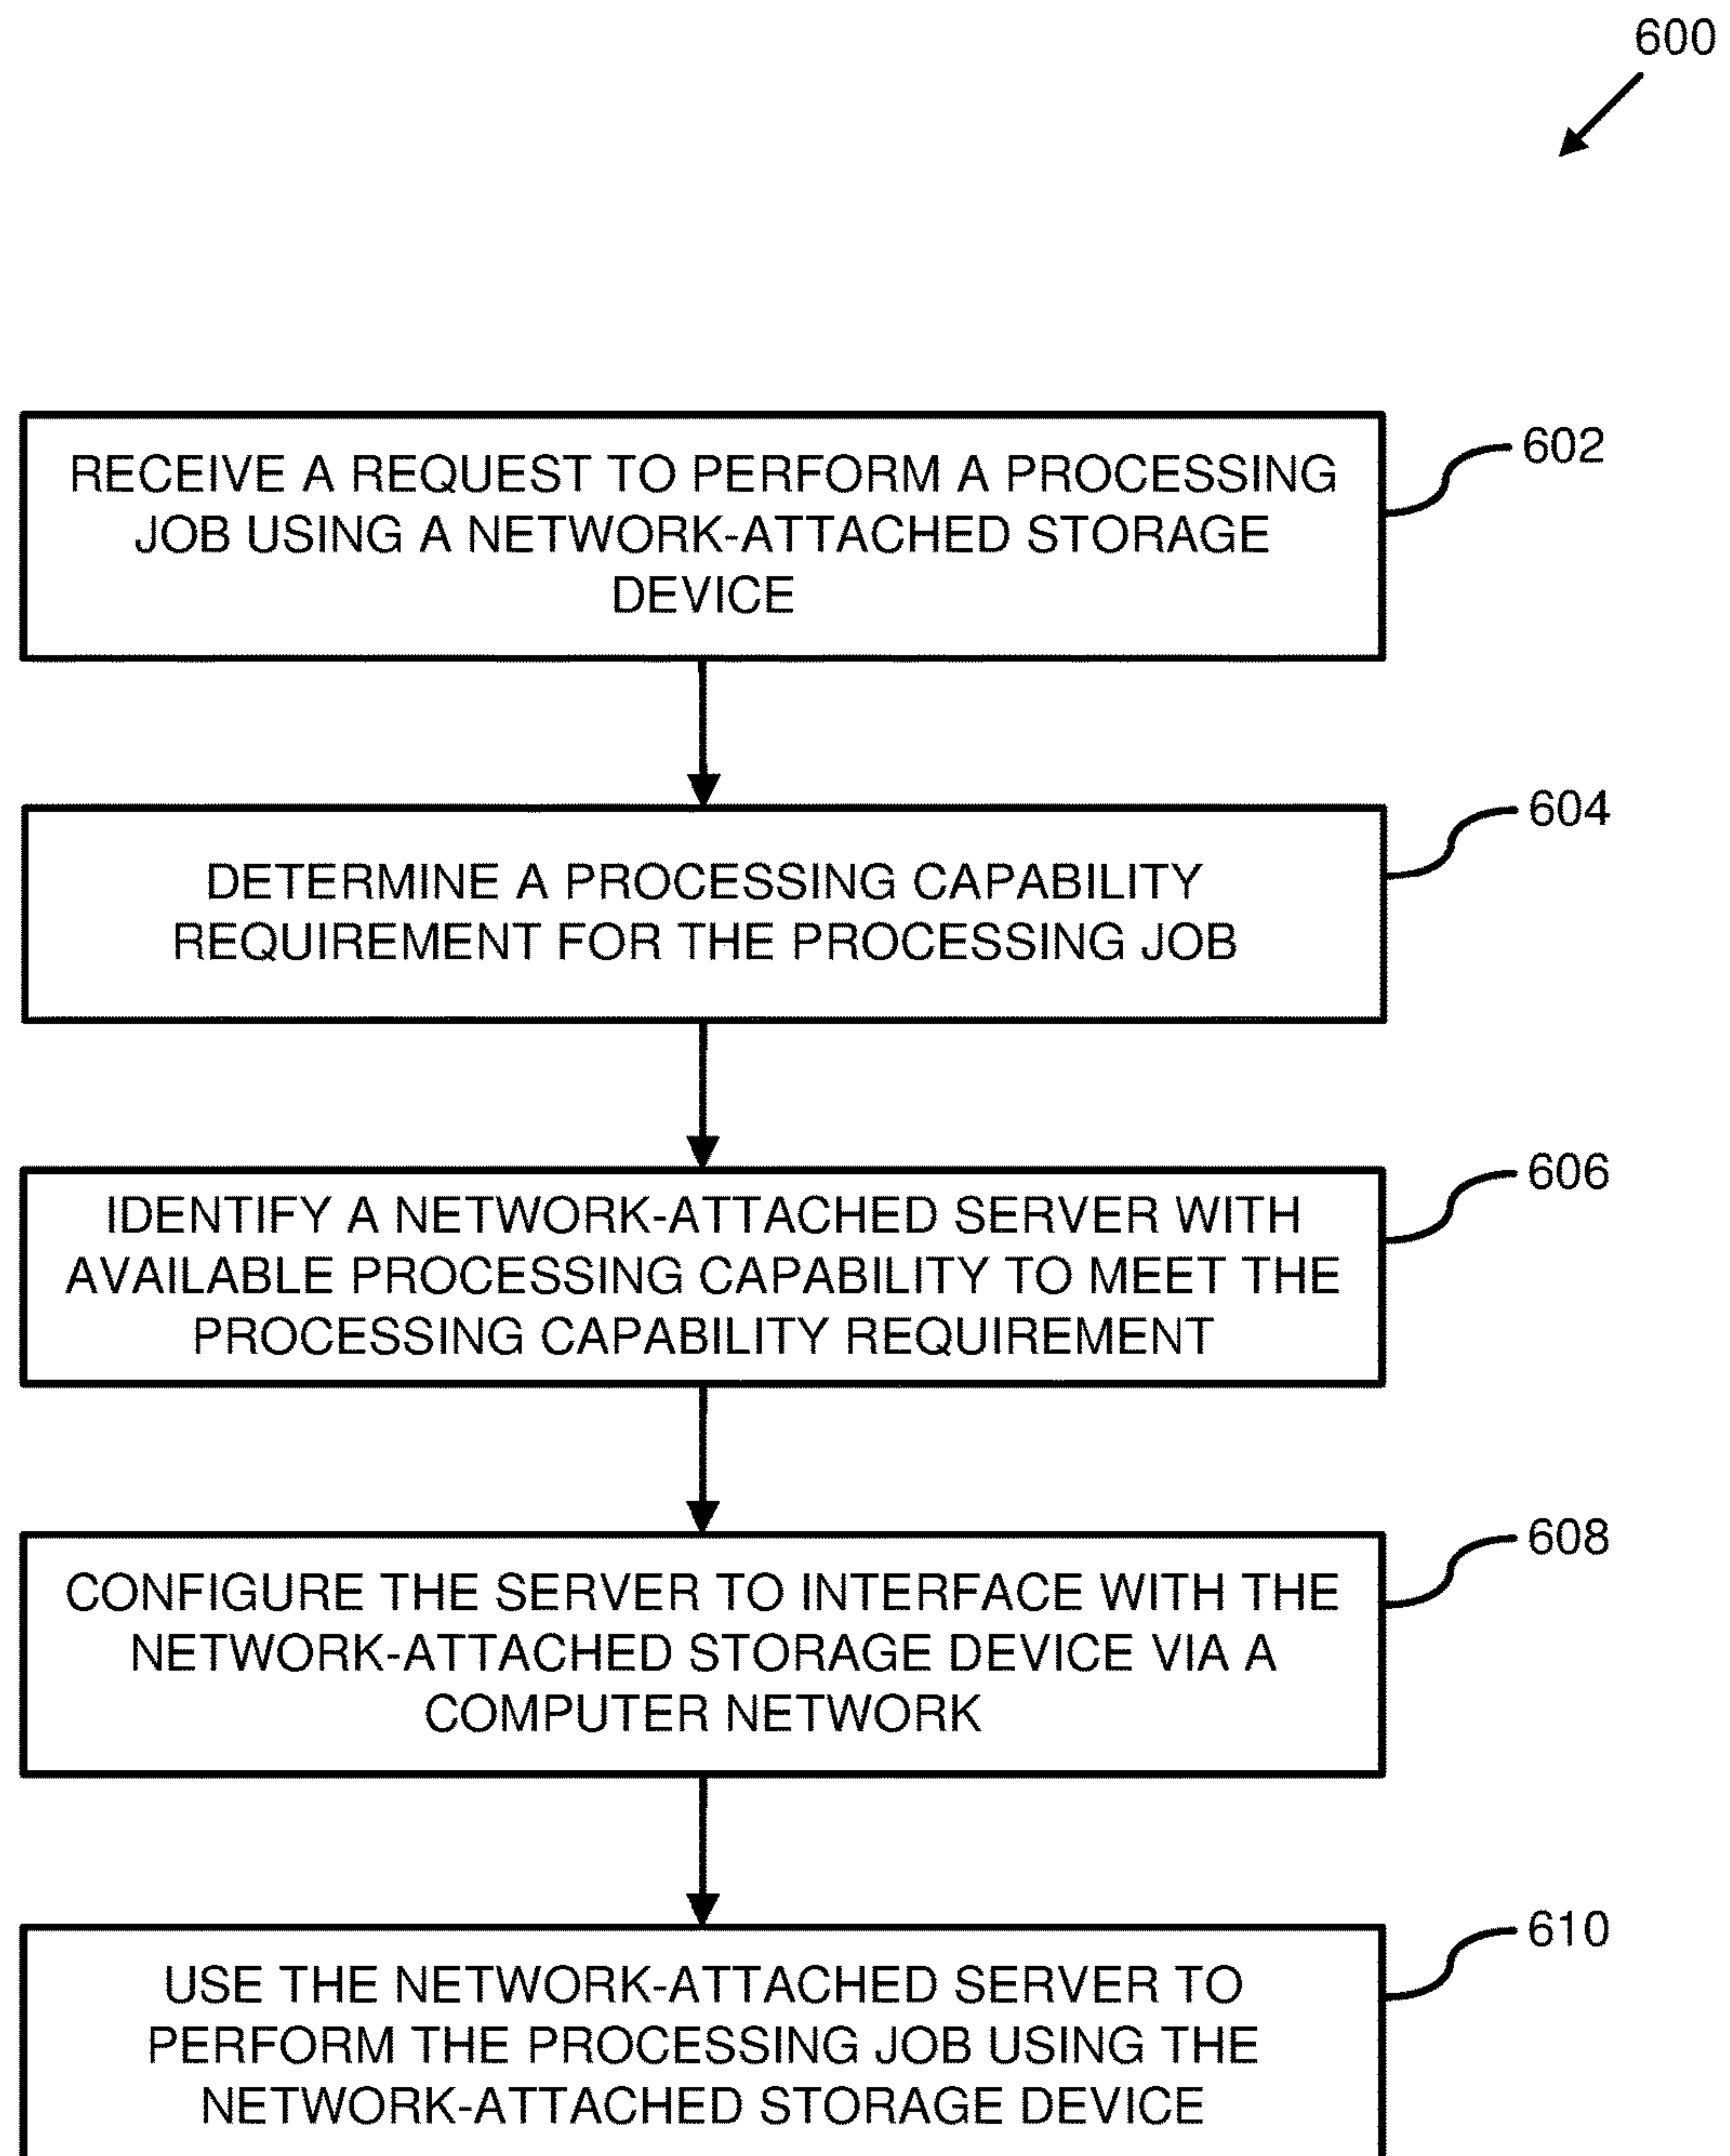 600
RECEIVE A REQUEST TO PERFORM A PROCESSING
JOB USING A NETWORK-ATTACHED STORAGE
DEVICE
602
DETERMINE A PROCESSING CAPABILITY
REQUIREMENT FOR THE PROCESSING JOB
604
IDENTIFY A NETWORK-ATTACHED SERVER WITH
AVAILABLE PROCESSING CAPABILITY TO MEET THE
PROCESSING CAPABILITY REQUIREMENT
606
CONFIGURE THE SERVER TO INTERFACE WITH THE
NETWORK-ATTACHED STORAGE DEVICE VIA A
COMPUTER NETWORK
608
USE THE NETWORK-ATTACHED SERVER TO
PERFORM THE PROCESSING JOB USING THE
NETWORK-ATTACHED STORAGE DEVICE
610